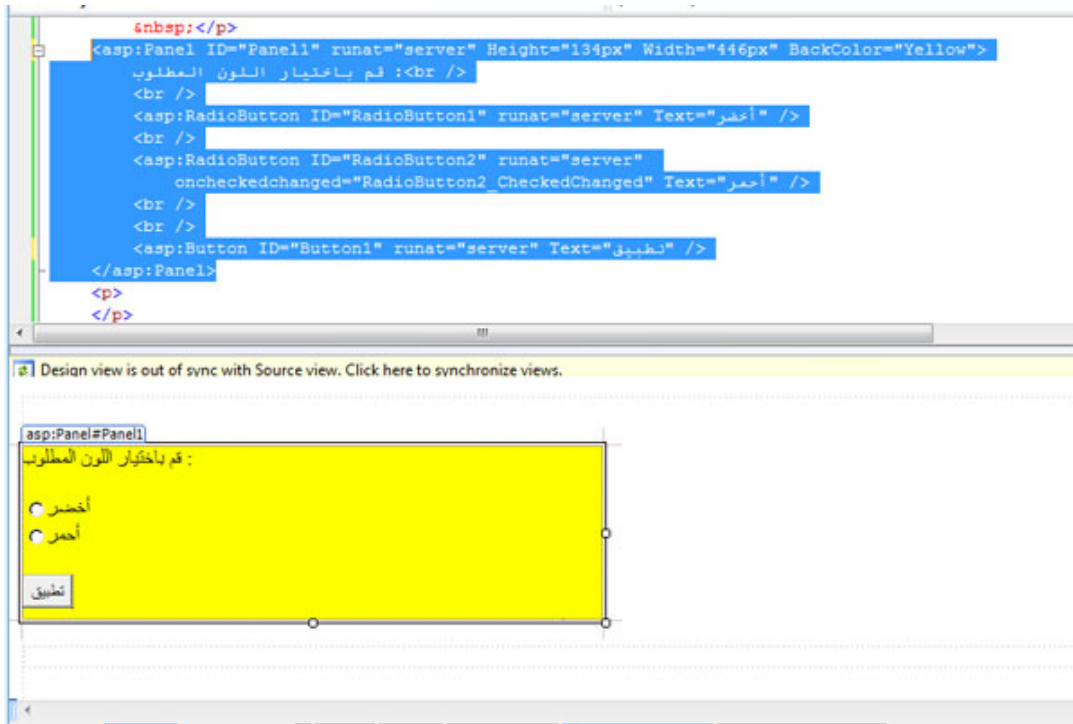 &nbsp;</p>
<asp:Panel ID="Panel1" runat="server" Height="134px" Width="446px" BackColor="Yellow">
قم باختيار اللون المطلوب :<br />
<br />
<asp:RadioButton ID="RadioButton1" runat="server" Text="أخضر" />
<br />
<asp:RadioButton ID="RadioButton2" runat="server"
oncheckedchanged="RadioButton2_CheckedChanged" Text="أحمر" />
<br />
<br />
<asp:Button ID="Button1" runat="server" Text="تطبيق" />
</asp:Panel>
<p>
</p>
Design view is out of sync with Source view. Click here to synchronize views.
asp:Panel#Panel1
قم باختيار اللون المطلوب :
أخضر
أحمر
تطبيق